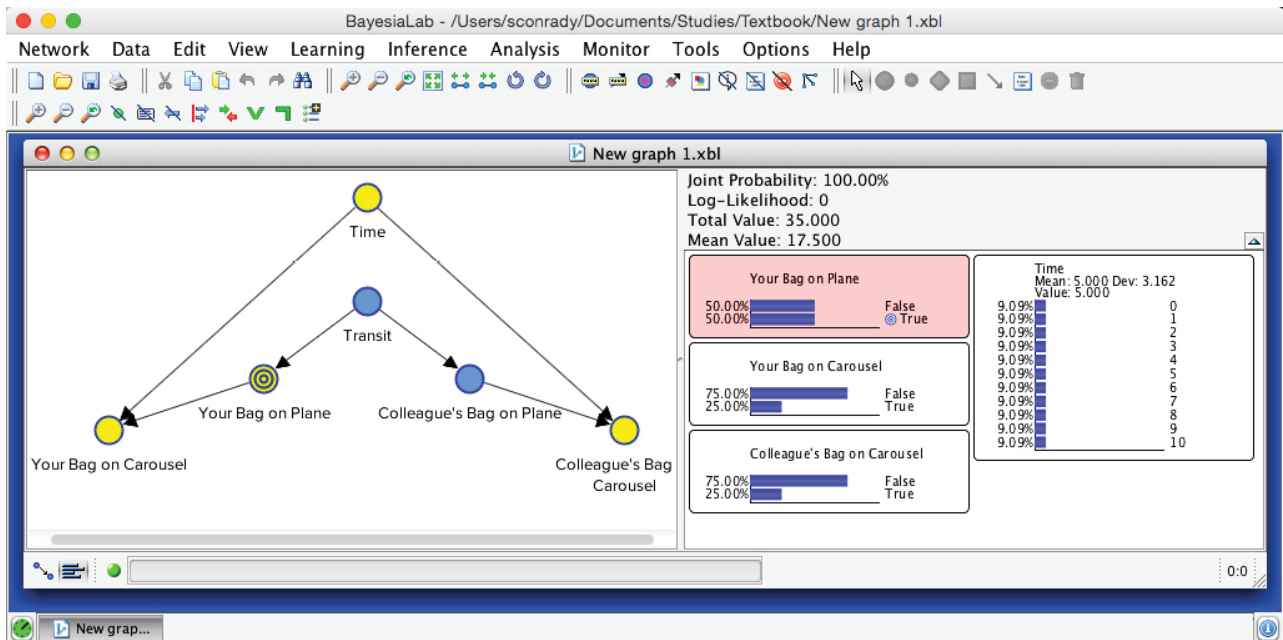 BayesiaLab - /Users/sconrady/Documents/Studies/Textbook/New graph 1.xbl
Network Data Edit View Learning Inference Analysis Monitor Tools Options Help
New graph 1.xbl
Time
Transit
Your Bag on Plane
Colleague's Bag on Plane
Your Bag on Carousel
Colleague's Bag
Carousel
Joint Probability: 100.00%
Log-Likelihood: 0
Total Value: 35.000
Mean Value: 17.500
Your Bag on Plane
50.00% False
50.00% True
Your Bag on Carousel
75.00% False
25.00% True
Colleague's Bag on Carousel
75.00% False
25.00% True
Time
Mean: 5.000 Dev: 3.162
Value: 5.000
9.09% 0
9.09% 1
9.09% 2
9.09% 3
9.09% 4
9.09% 5
9.09% 6
9.09% 7
9.09% 8
9.09% 9
9.09% 10
0:0
New grap...